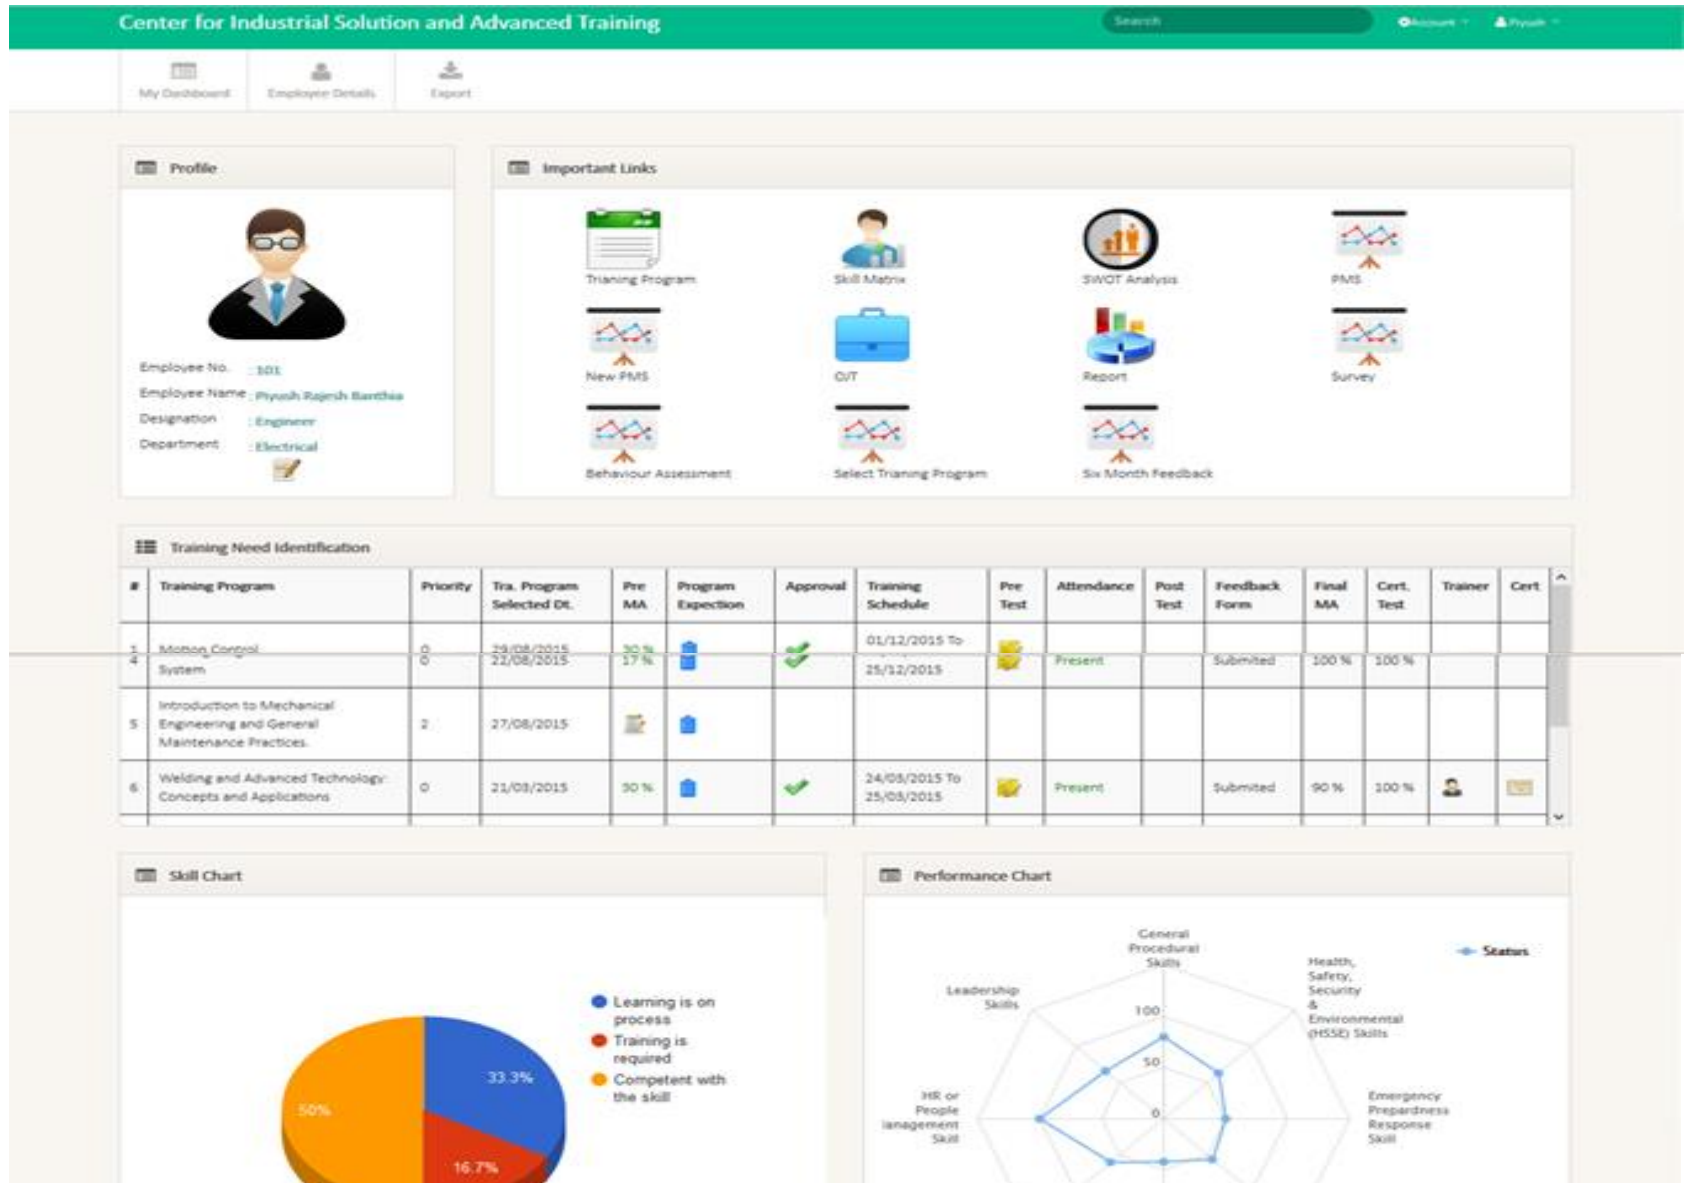 Center for Industrial Solution and Advanced Training
Search
Account
Piyush
My Dashboard
Employee Details
Export
Profile
Employee No. : 101
Employee Name : Piyush Rajesh Banthia
Designation : Engineer
Department : Electrical
Important Links
Trianing Program
Skill Matrix
SWOT Analysis
PMS
New PMS
OJT
Report
Survey
Behaviour Assessment
Select Trianing Program
Six Month Feedback
Training Need Identification
# Training Program Priority Tra. Program Pre Program Approval Training Pre Attendance Post Feedback Final Cert. Trainer Cert
Selected Dt. MA Expection Schedule Test Test Form MA Test
01/12/2015 To
1 Motion Control 0 29/08/2015 30 %
4 0 22/08/2015 17 % Present Submited 100 % 100 %
System 25/12/2015
Introduction to Mechanical
5 Engineering and General 2 27/08/2015
Maintenance Practices.
Welding and Advanced Technology: 24/03/2015 To
6 0 21/03/2015 30 % Present Submited 90 % 100 %
Concepts and Applications 25/03/2015
Skill Chart
Learning is on
process
Training is
required
Competent with
the skill
33.3%
50%
16.7%
Performance Chart
Status
General
Procedural
Skills
Health,
Safety,
Security
&
Environmental
(HSSE) Skills
Leadership
Skills
100
50
0
HR or
People
anagement
Skill
Emergency
Prepardness
Response
Skill